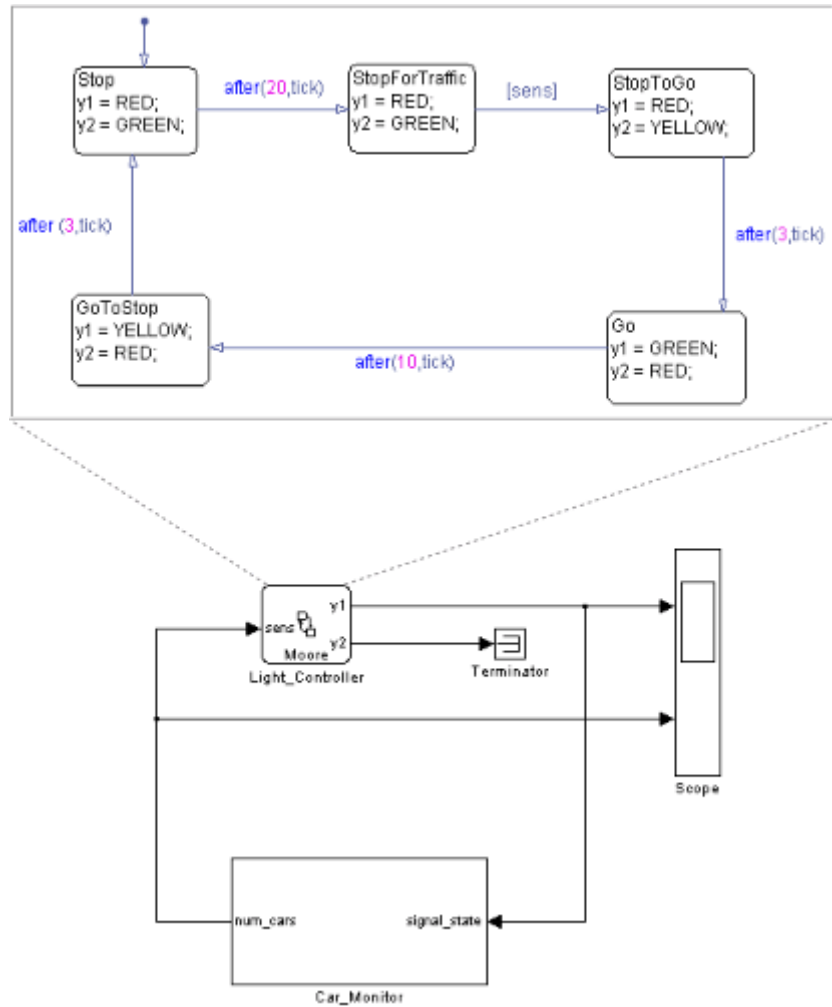 Stop
y1 = RED;
y2 = GREEN;
after(20,tick)
StopForTraffic
y1 = RED;
y2 = GREEN;
[sens]
StopToGo
y1 = RED;
y2 = YELLOW;
after (3,tick)
after(3,tick)
GoToStop
y1 = YELLOW;
y2 = RED;
after(10,tick)
Go
y1 = GREEN;
y2 = RED;
y1
sens
y2
Moore
Light_Controller
Terminator
Scope
num_cars
signal_state
Car_Monitor